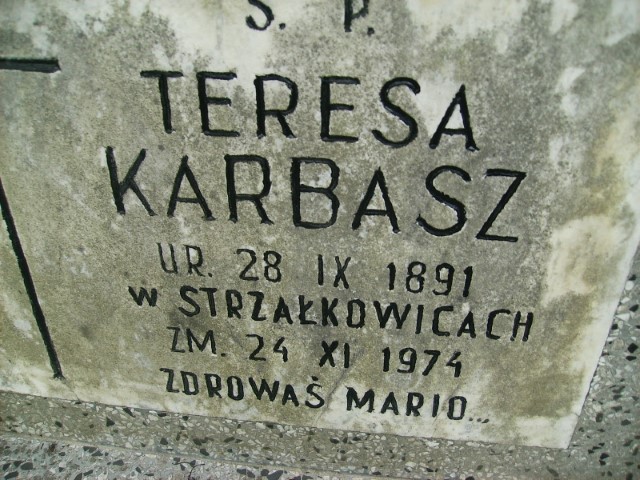 Ś. P.
TERESA
KARBASZ
UR. 28 IX 1891
W STRZAŁKOWICACH
ZM. 24 XI 1974
ZDROWAŚ MARIO...